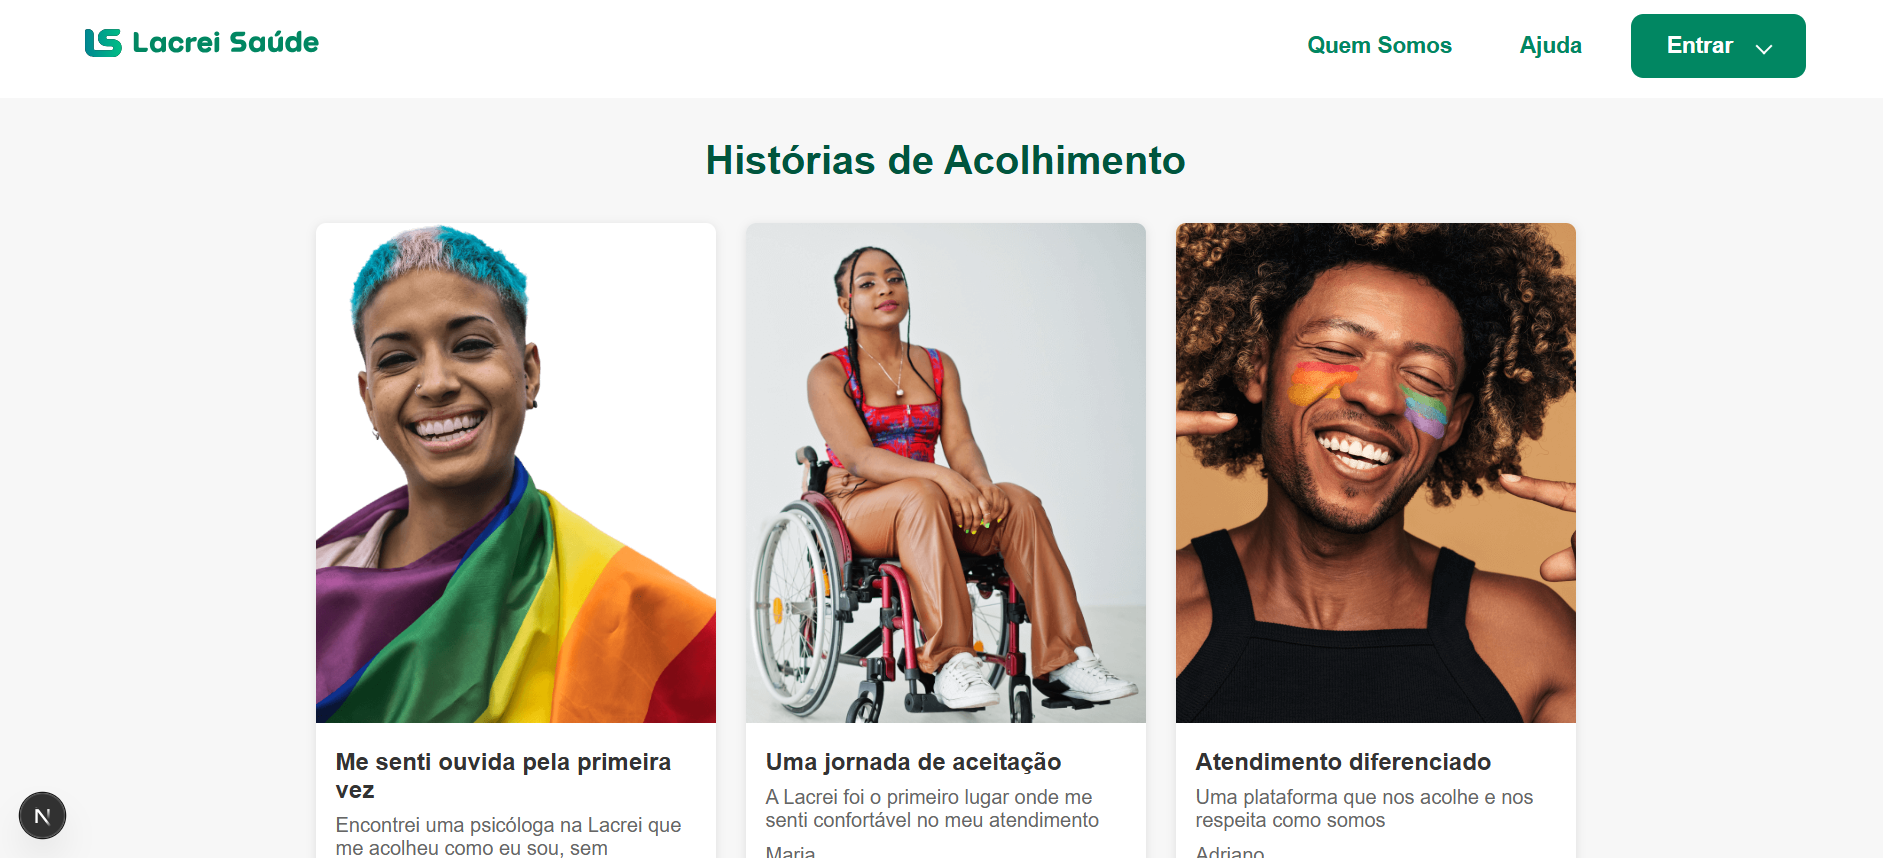 Lacrei Saúde
Quem Somos
Ajuda
Entrar
Histórias de Acolhimento
Me senti ouvida pela primeira
vez
Encontrei uma psicóloga na Lacrei que
me acolheu como eu sou, sem
Uma jornada de aceitação
A Lacrei foi o primeiro lugar onde me
senti confortável no meu atendimento
Maria
Atendimento diferenciado
Uma plataforma que nos acolhe e nos
respeita como somos
Adriano
N